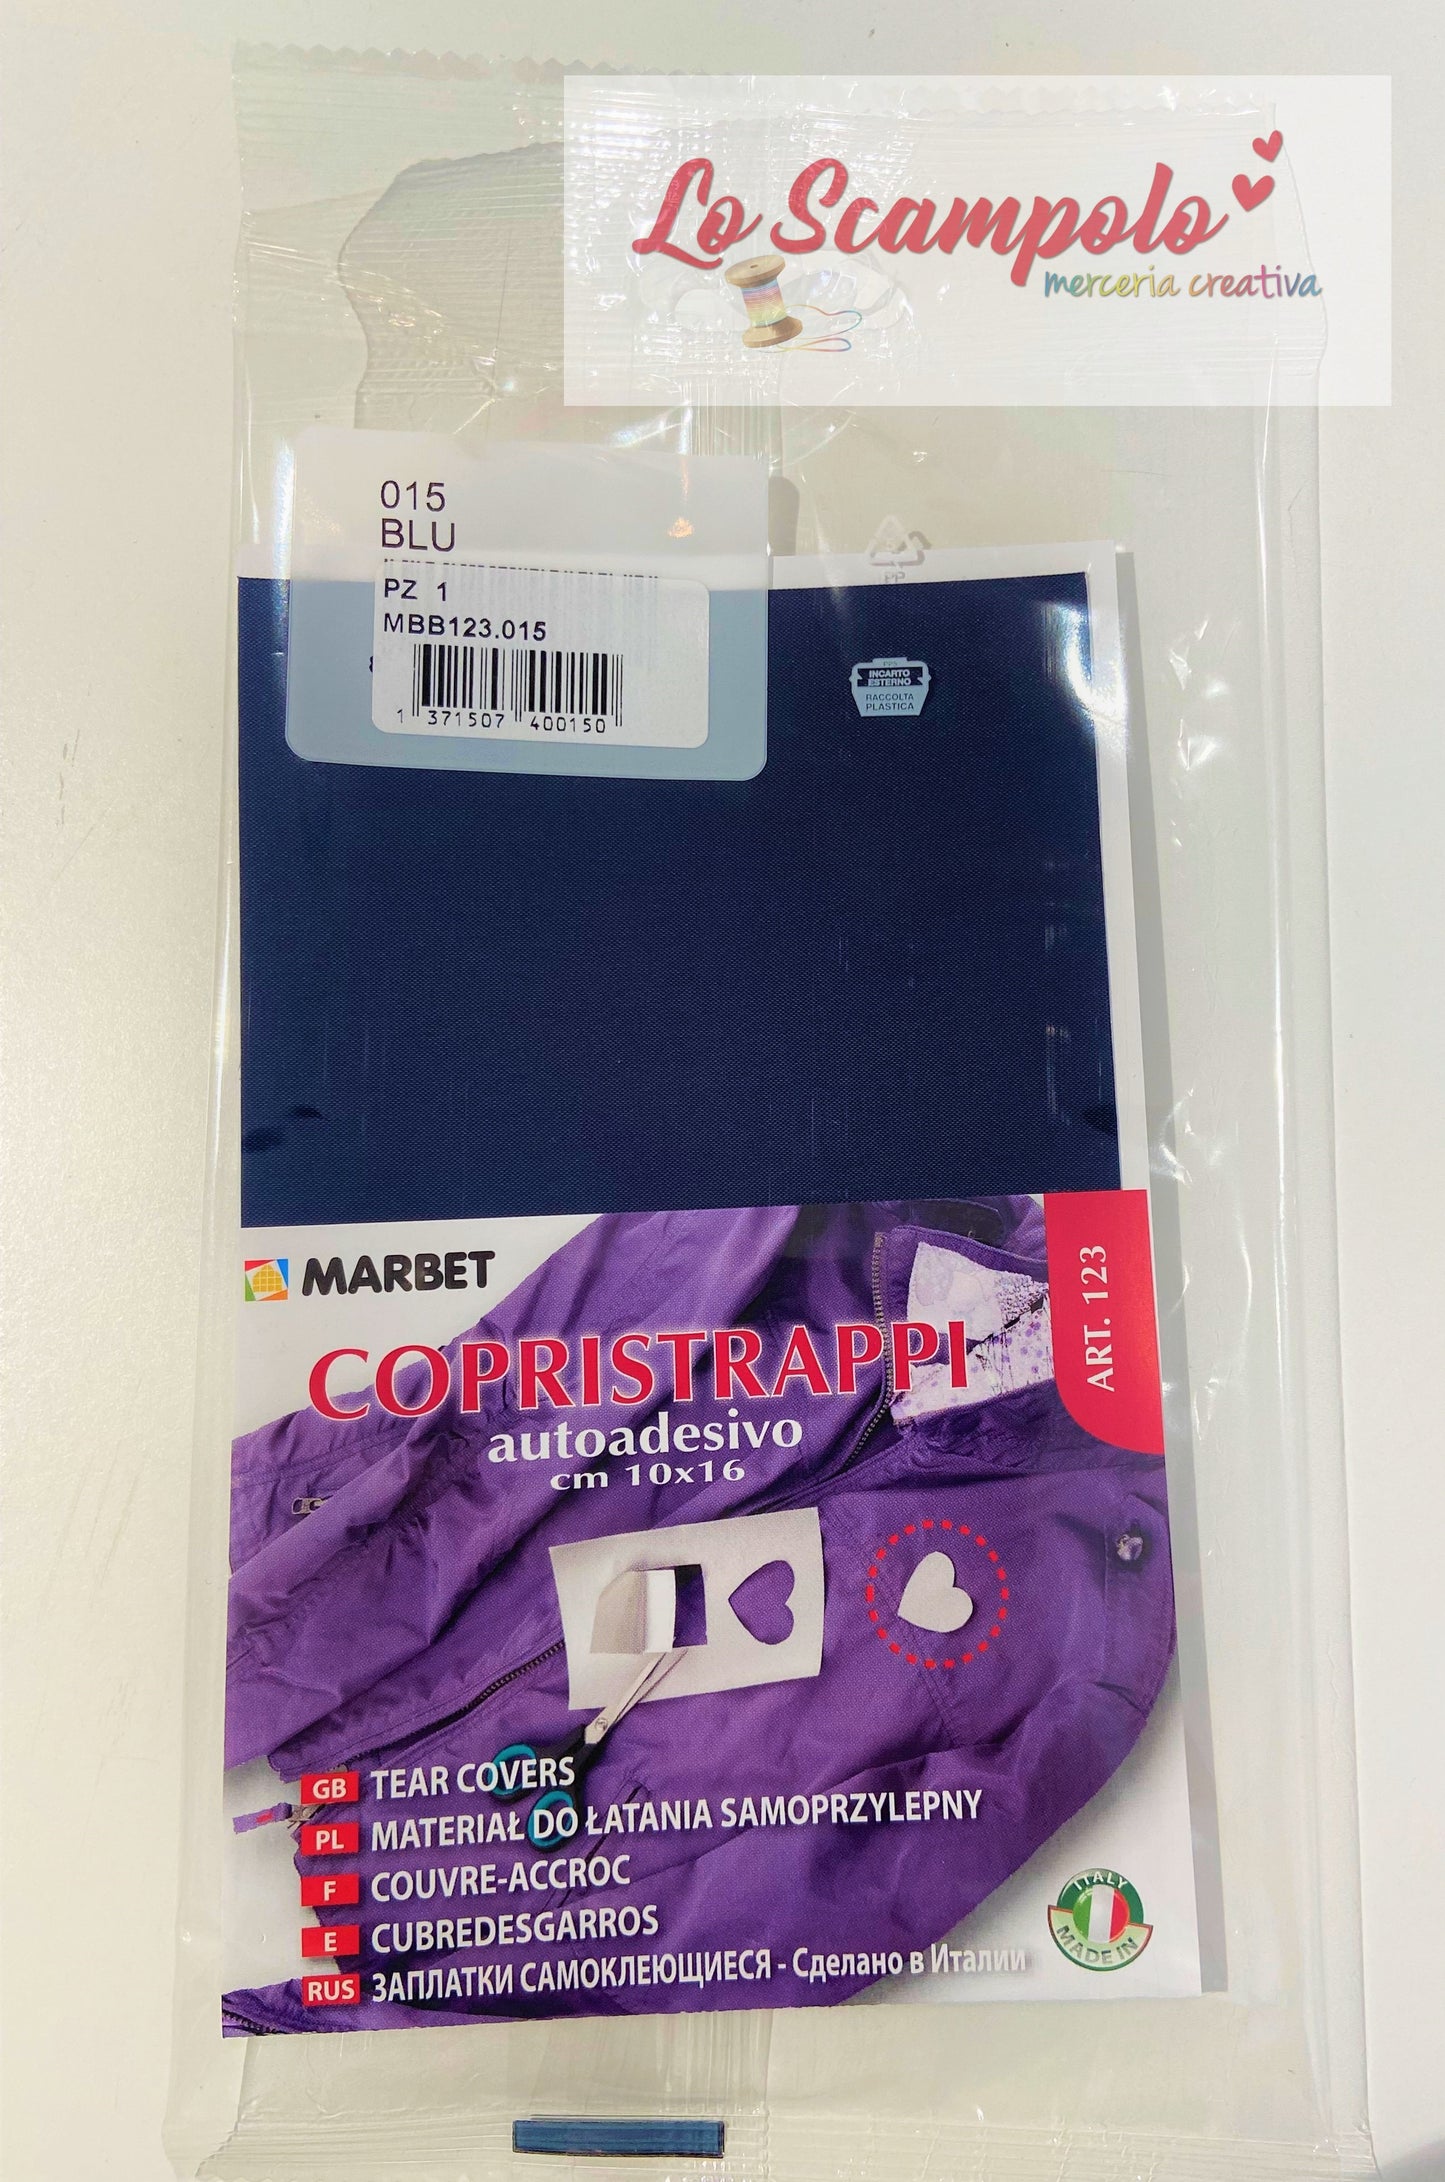 Lo Scampolo
merceria creativa
015
BLU
PZ 1
MBB123.015
1 371507 400150
PP5
INCARTO
ESTERNO
RACCOLTA
PLASTICA
MARBET
ART. 123
COPRISTRAPPI
autoadesivo
cm 10x16
GB TEAR COVERS
PL MATERIAŁ DO ŁATANIA SAMOPRZYLEPNY
F COUVRE-ACCROC
E CUBREDESGARROS
RUS ЗАПЛАТКИ САМОКЛЕЮЩИЕСЯ - Сделано в Италии
ITALY
MADE IN